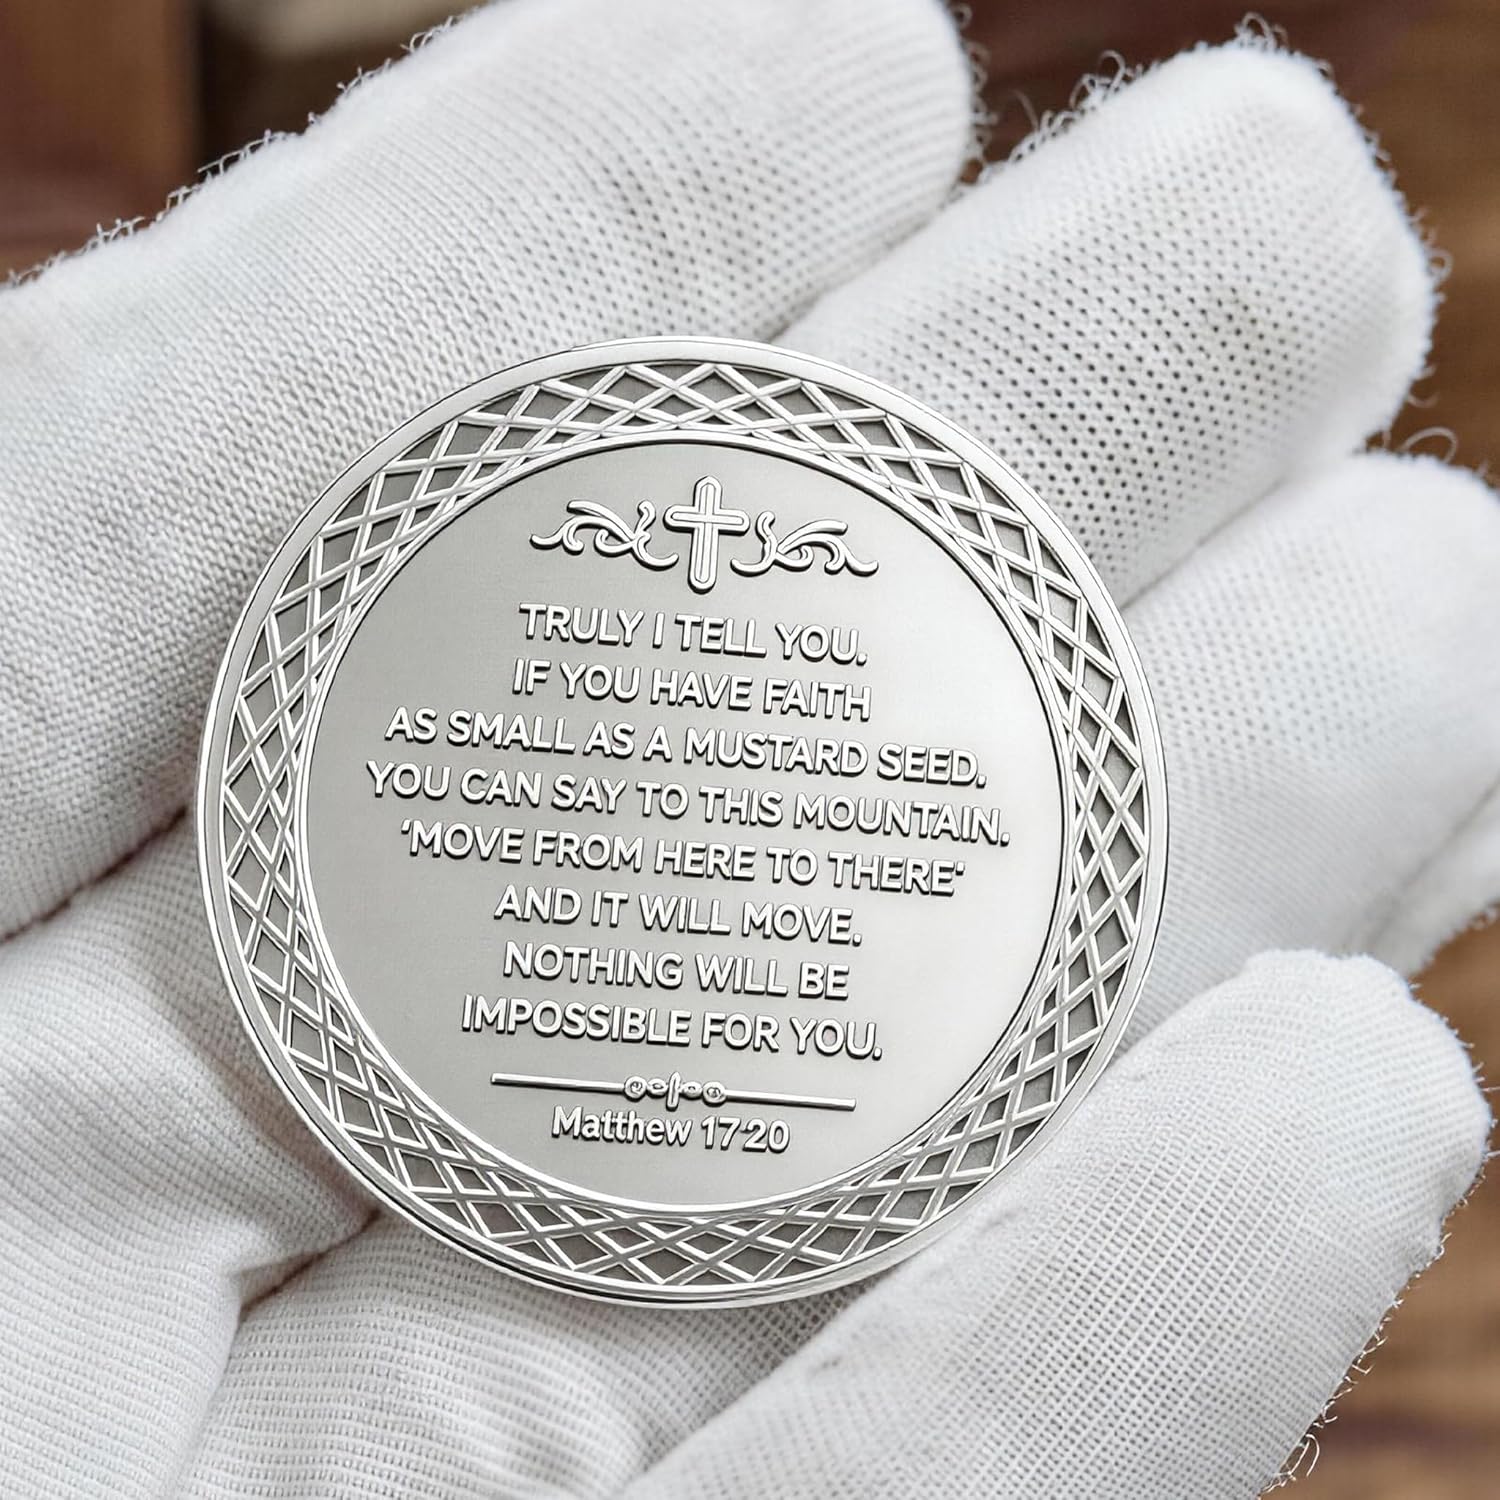 TRULY I TELL YOU.
IF YOU HAVE FAITH
AS SMALL AS A MUSTARD SEED.
YOU CAN SAY TO THIS MOUNTAIN.
'MOVE FROM HERE TO THERE'
AND IT WILL MOVE.
NOTHING WILL BE
IMPOSSIBLE FOR YOU.
Matthew 17:20